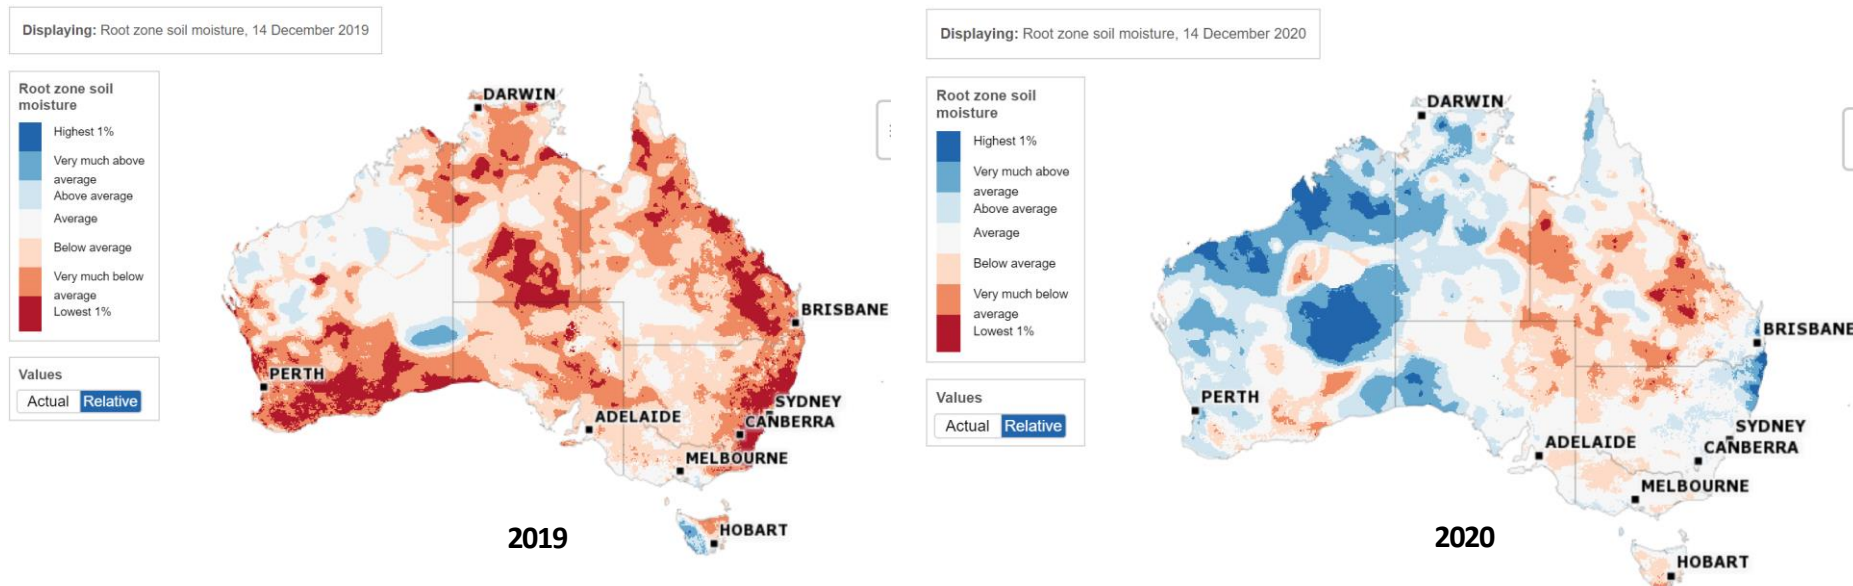 Displaying: Root zone soil moisture, 14 December 2019
Root zone soil
moisture
Highest 1%
Very much above
average
Above average
Average
Below average
Very much below
average
Lowest 1%
Values
Actual Relative
DARWIN
BRISBANE
PERTH
SYDNEY
ADELAIDE
CANBERRA
MELBOURNE
HOBART
2019
Displaying: Root zone soil moisture, 14 December 2020
Root zone soil
moisture
Highest 1%
Very much above
average
Above average
Average
Below average
Very much below
average
Lowest 1%
Values
Actual Relative
DARWIN
BRISBANE
PERTH
SYDNEY
ADELAIDE
CANBERRA
MELBOURNE
HOBART
2020